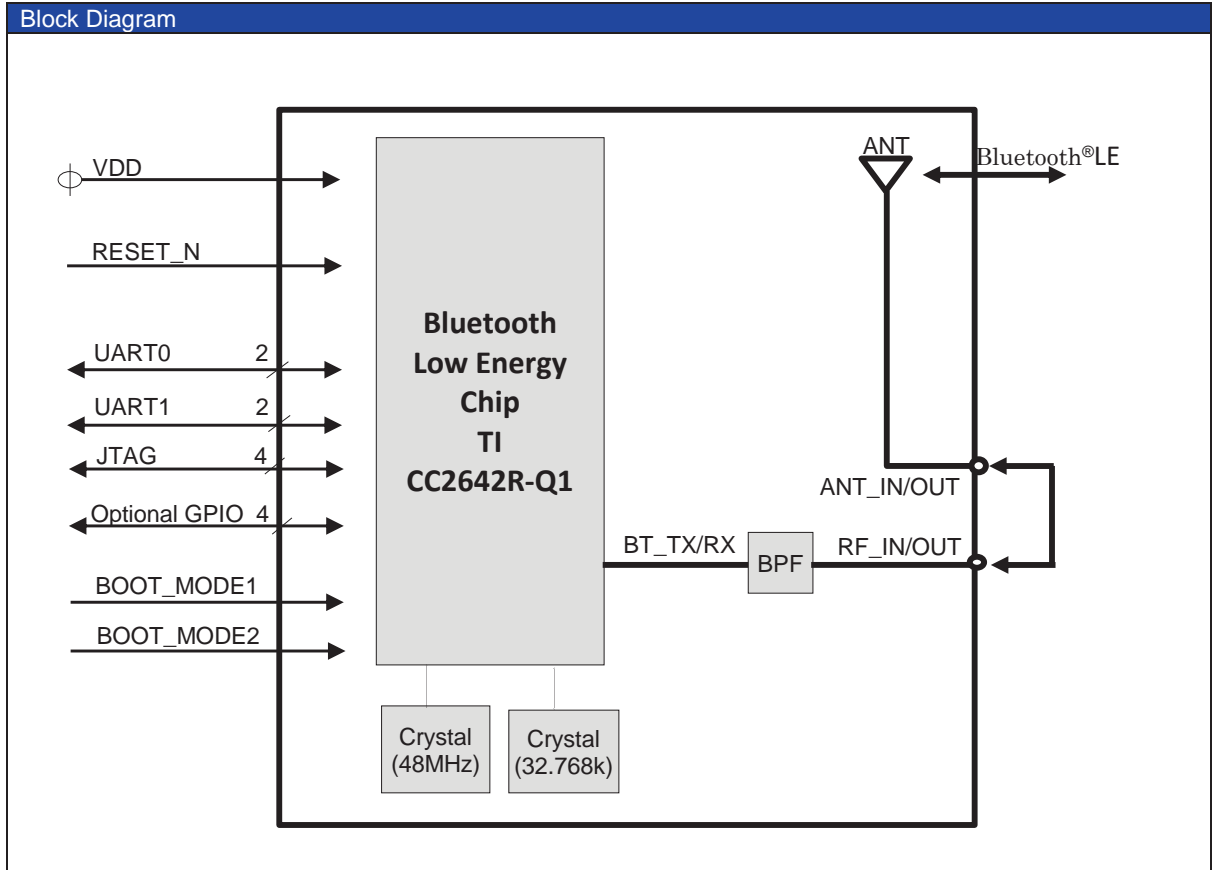 Block Diagram
VDD
RESET_N
UART0 2
UART1 2
JTAG 4
Optional GPIO 4
BOOT_MODE1
BOOT_MODE2
Bluetooth
Low Energy
Chip
TI
CC2642R-Q1
Crystal
(48MHz)
Crystal
(32.768k)
ANT
Bluetooth®LE
ANT_IN/OUT
BT_TX/RX
BPF
RF_IN/OUT